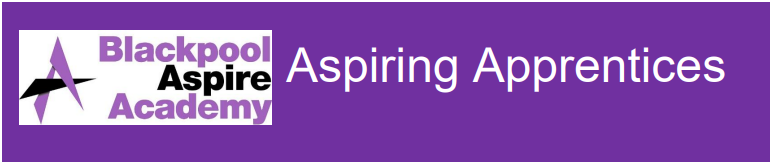 Blackpool
Aspire
Academy
Aspiring Apprentices